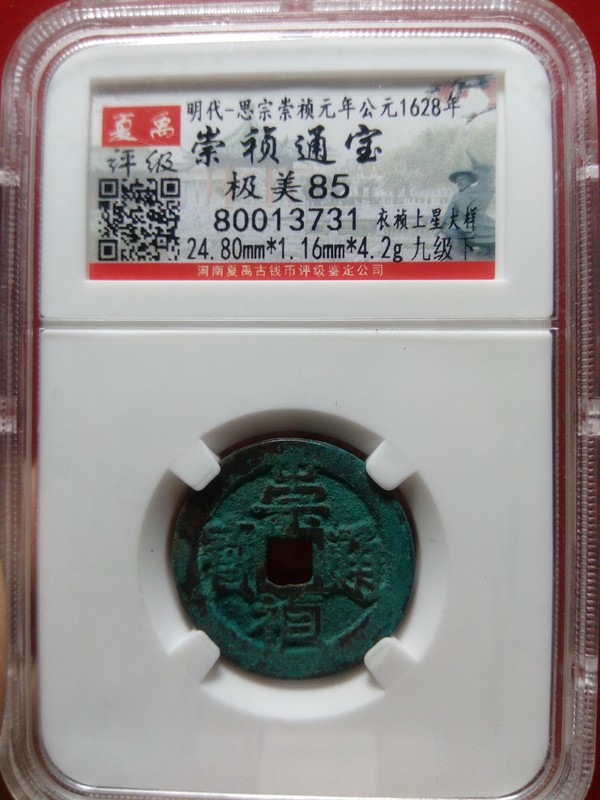 夏禹
评级
明代-思宗崇祯元年公元1628年
崇祯通宝
极美85
80013731 衣祯上星大样
24.80mm*1.16mm*4.2g 九级下
河南夏禹古钱币评级鉴定公司
崇祯通寳